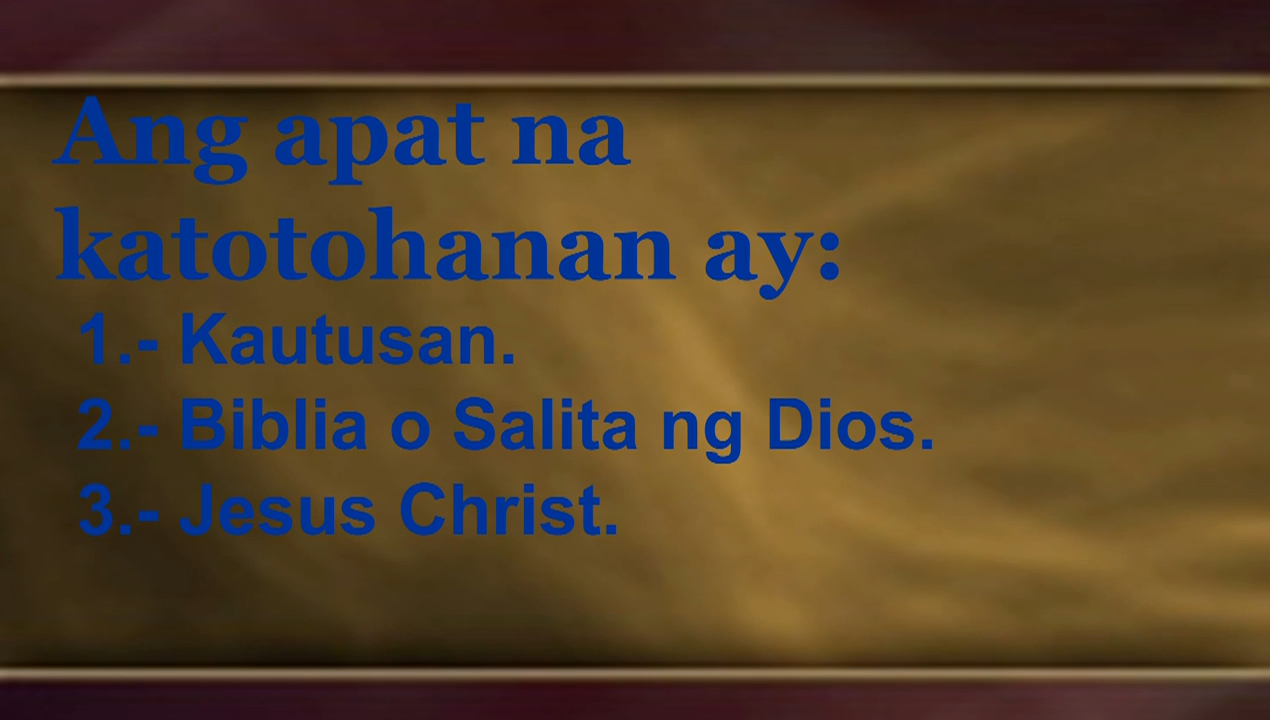 Ang apat na
katotohanan ay:
1.- Kautusan.
2.- Biblia o Salita ng Dios.
3.- Jesus Christ.